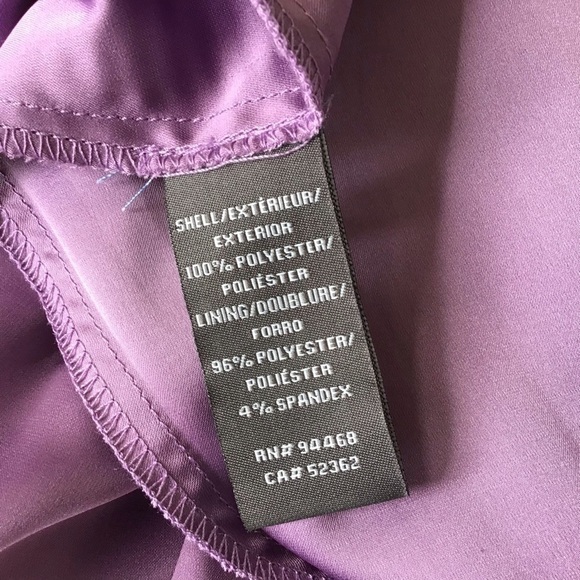 SHELL/EXTÉRIEUR/
EXTERIOR
100% POLYESTER/
POLIÉSTER
LINING/DOUBLURE/
FORRO
96% POLYESTER/
POLIÉSTER
4% SPANDEX
RN# 94468
CA# 52362